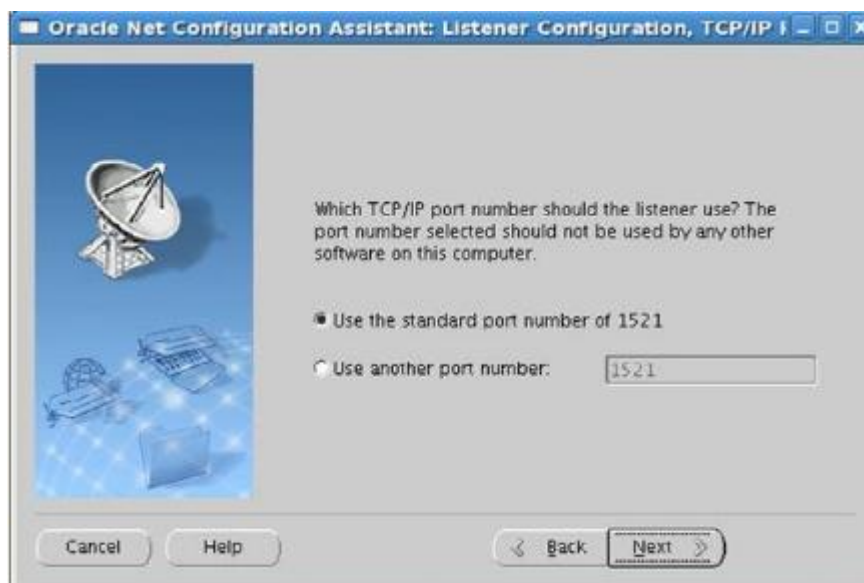 Oracle Net Configuration Assistant: Listener Configuration, TCP/IP
Which TCP/IP port number should the listener use? The
port number selected should not be used by any other
software on this computer.
Use the standard port number of 1521
Use another port number:
1521
Cancel
Help
Back
Next